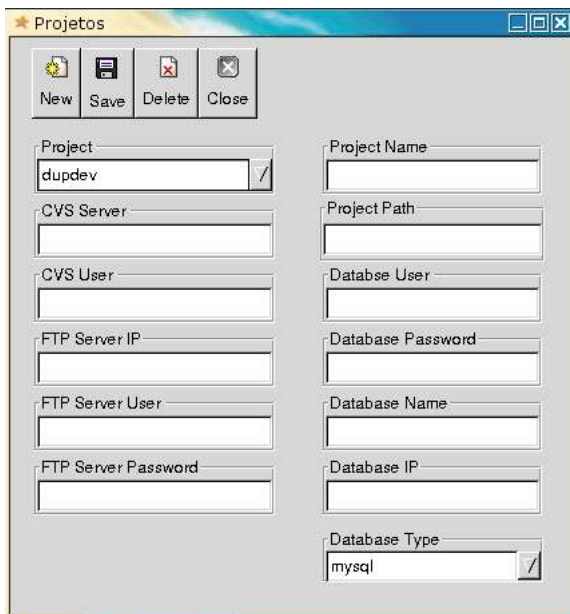 Projetos
New Save Delete Close
Project
dupdev
Project Name
CVS Server
Project Path
CVS User
Databse User
FTP Server IP
Database Password
FTP Server User
Database Name
FTP Server Password
Database IP
Database Type
mysql